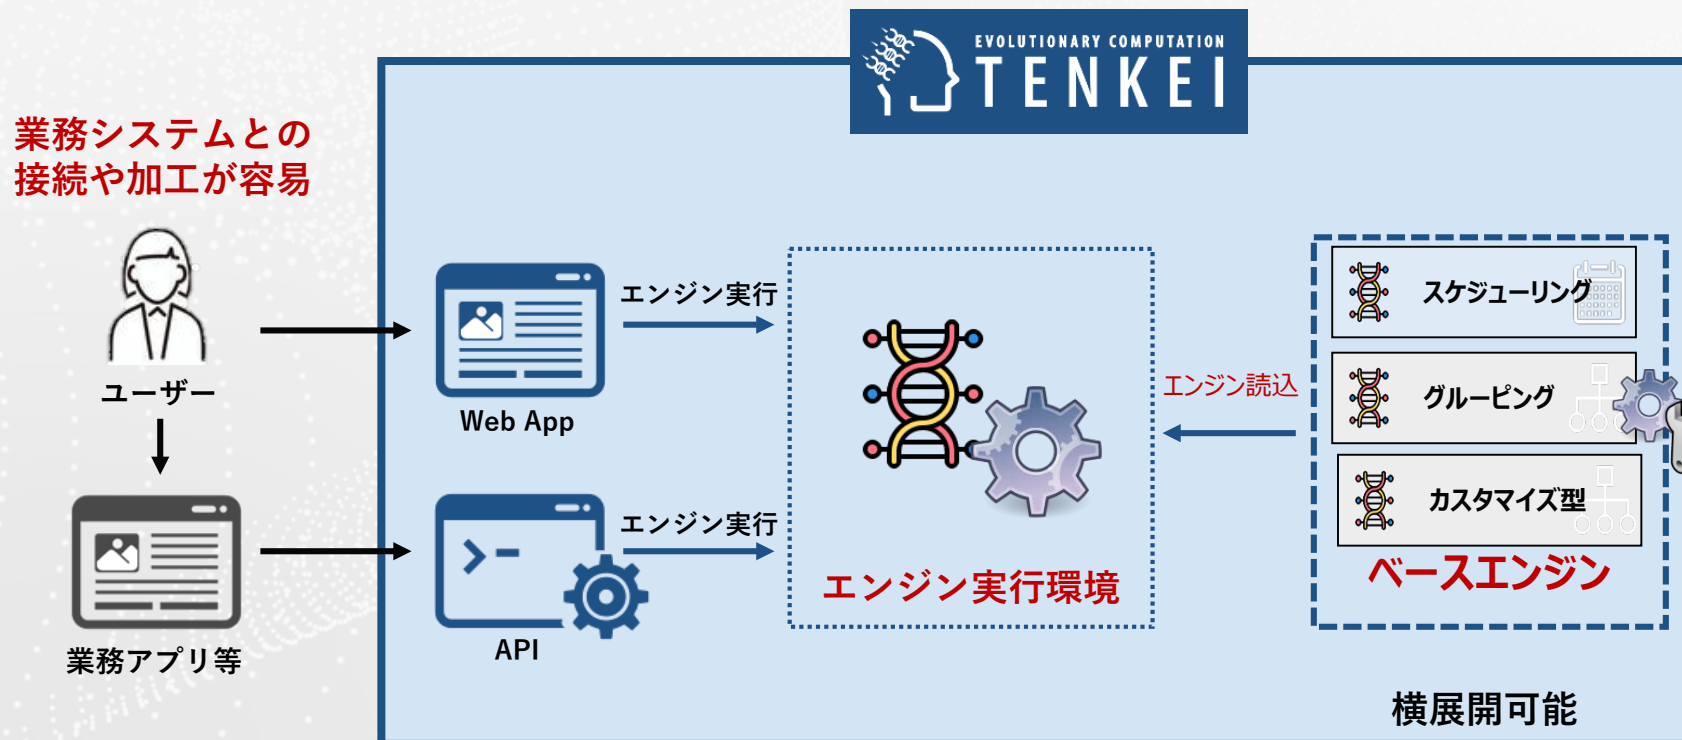 EVOLUTIONARY COMPUTATION
TENKEI
業務システムとの
接続や加工が容易
ユーザー
業務アプリ等
Web App
API
エンジン実行
エンジン実行
エンジン実行環境
エンジン読込
スケジューリング
グルーピング
カスタマイズ型
ベースエンジン
横展開可能